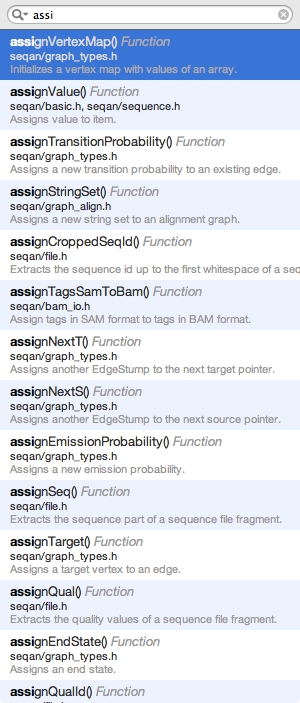 assi
assignVertexMap() Function
seqan/graph_types.h
Initializes a vertex map with values of an array.
assignValue() Function
seqan/basic.h, seqan/sequence.h
Assigns value to item.
assignTransitionProbability() Function
seqan/graph_types.h
Assigns a new transition probability to an existing edge.
assignStringSet() Function
seqan/graph_align.h
Assigns a new string set to an alignment graph.
assignCroppedSeqId() Function
seqan/file.h
Extracts the sequence id up to the first whitespace of a seq
assignTagsSamToBam() Function
seqan/bam_io.h
Assign tags in SAM format to tags in BAM format.
assignNextT() Function
seqan/graph_types.h
Assigns another EdgeStump to the next target pointer.
assignNextS() Function
seqan/graph_types.h
Assigns another EdgeStump to the next source pointer.
assignEmissionProbability() Function
seqan/graph_types.h
Assigns a new emission probability.
assignSeq() Function
seqan/file.h
Extracts the sequence part of a sequence file fragment.
assignTarget() Function
seqan/graph_types.h
Assigns a target vertex to an edge.
assignQual() Function
seqan/file.h
Extracts the quality values of a sequence file fragment.
assignEndState() Function
seqan/graph_types.h
Assigns an end state.
assignQualId() Function